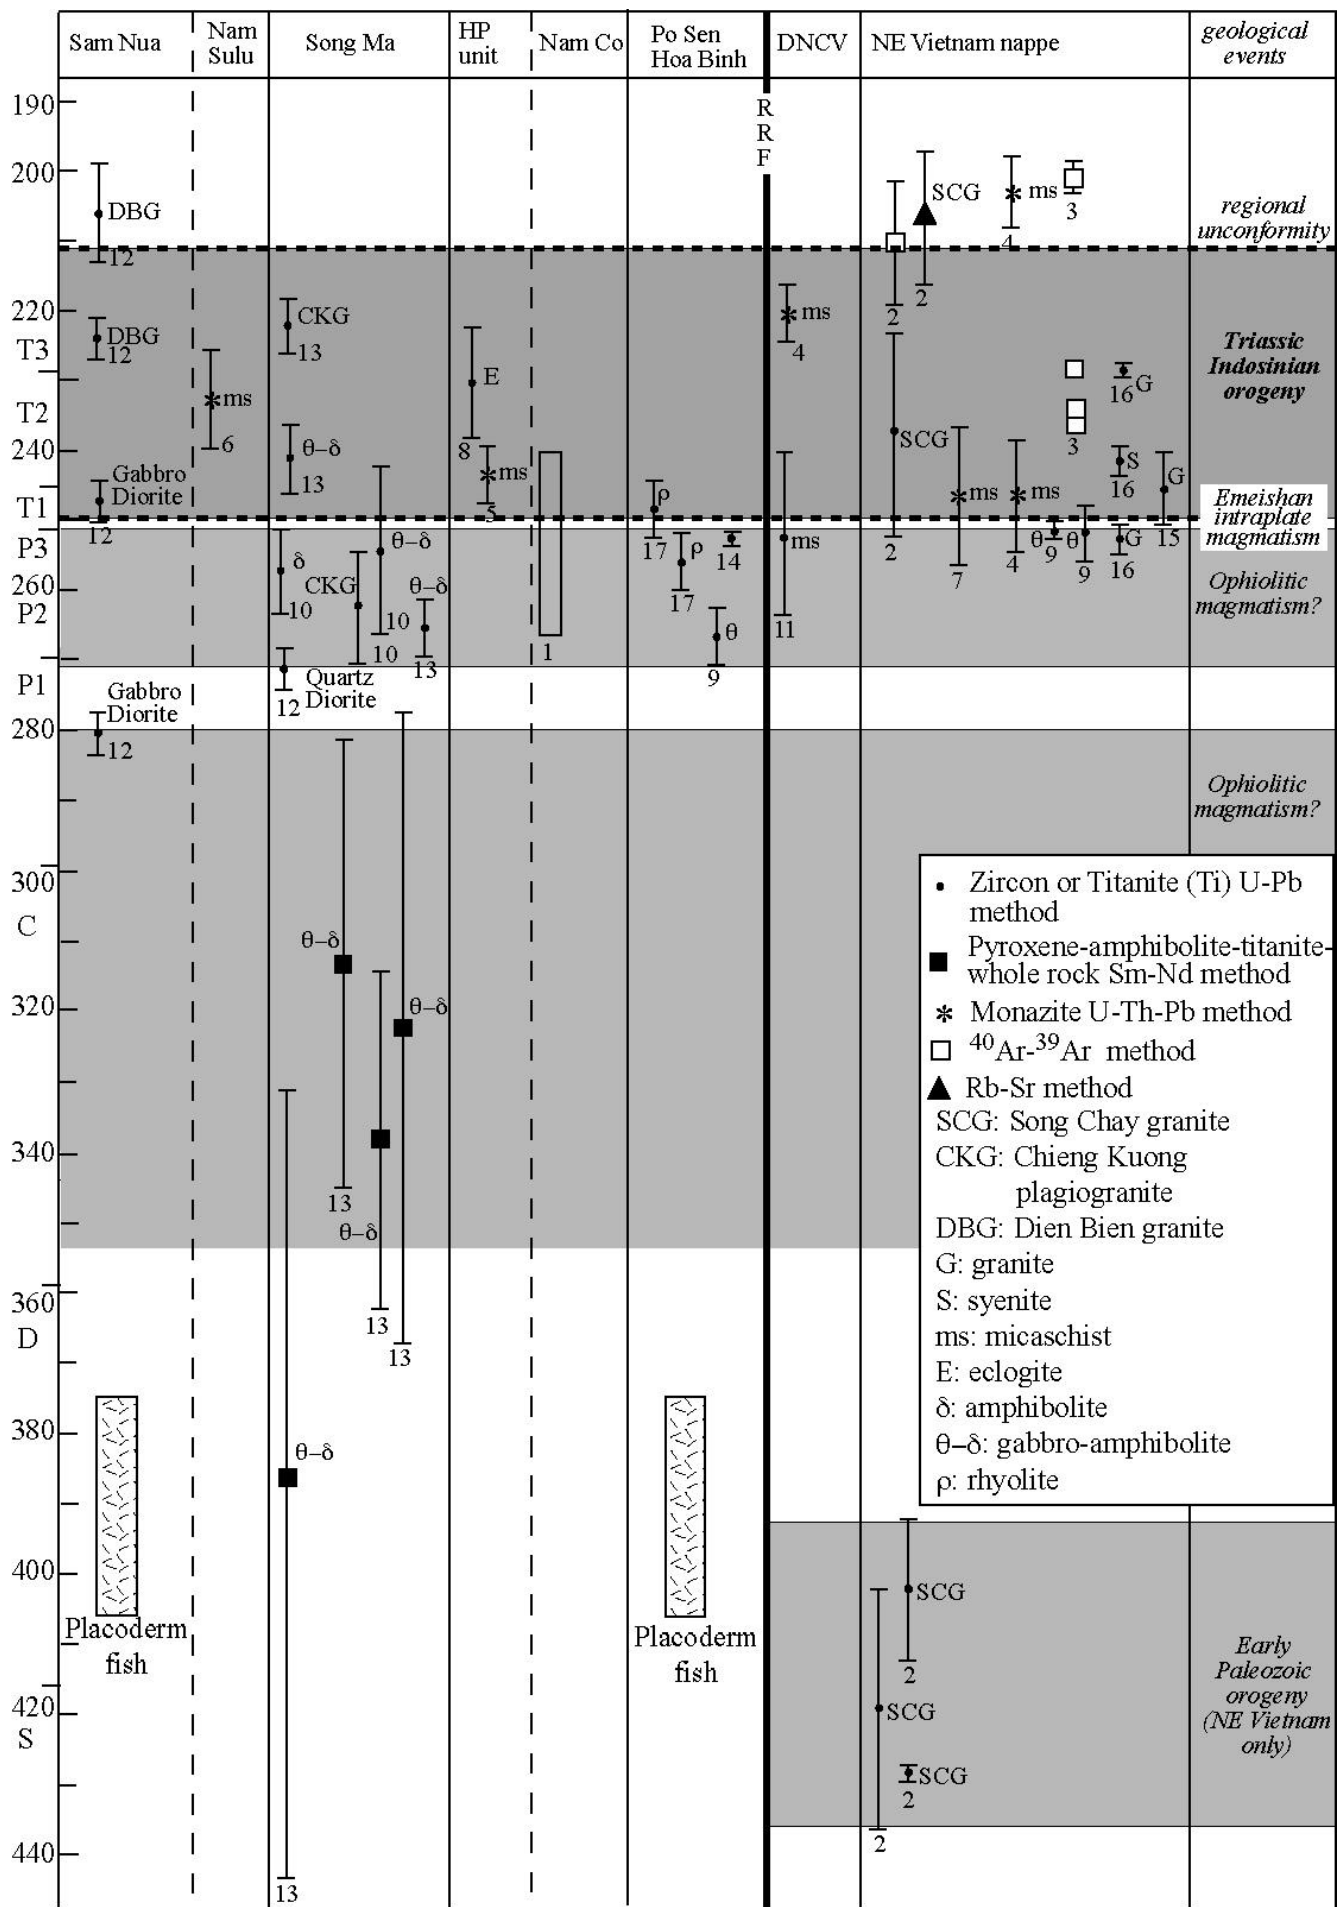 Sam Nua
Nam
Sulu
Song Ma
HP
unit
Nam Co
Po Sen
Hoa Binh
DNCV
NE Vietnam nappe
geological
events
190
R
R
F
200
DBG
SCG
ms
3
4
regional
unconformity
12
2
2
220
CKG
ms
DBG
12
13
4
T3
Triassic
Indosinian
orogeny
E
16
G
ms
T2
6
θ–δ
8
SCG
3
240
13
ms
S
16
G
Gabbro
Diorite
ρ
ms
ms
T1
5
Emeishan
intraplate
magmatism
12
P3
θ–δ
17
14
ms
2
θ
9
θ
G
15
δ
CKG
θ–δ
ρ
7
4
9
16
260
Ophiolitic
magmatism?
P2
10
10
17
11
θ
10
13
1
9
P1
Quartz
Diorite
12
Gabbro
Diorite
280
12
Ophiolitic
magmatism?
300
C
θ–δ
320
θ–δ
340
13
θ–δ
360
D
13
13
380
θ–δ
400
Placoderm
fish
Placoderm
fish
420
S
440
13
Zircon or Titanite (Ti) U-Pb
method
Pyroxene-amphibolite-titanite-
whole rock Sm-Nd method
Monazite U-Th-Pb method
40Ar-39Ar method
Rb-Sr method
SCG: Song Chay granite
CKG: Chieng Kuong
plagiogranite
DBG: Dien Bien granite
G: granite
S: syenite
ms: micaschist
E: eclogite
δ: amphibolite
θ–δ: gabbro-amphibolite
ρ: rhyolite
SCG
2
SCG
SCG
2
2
Early
Paleozoic
orogeny
(NE Vietnam
only)